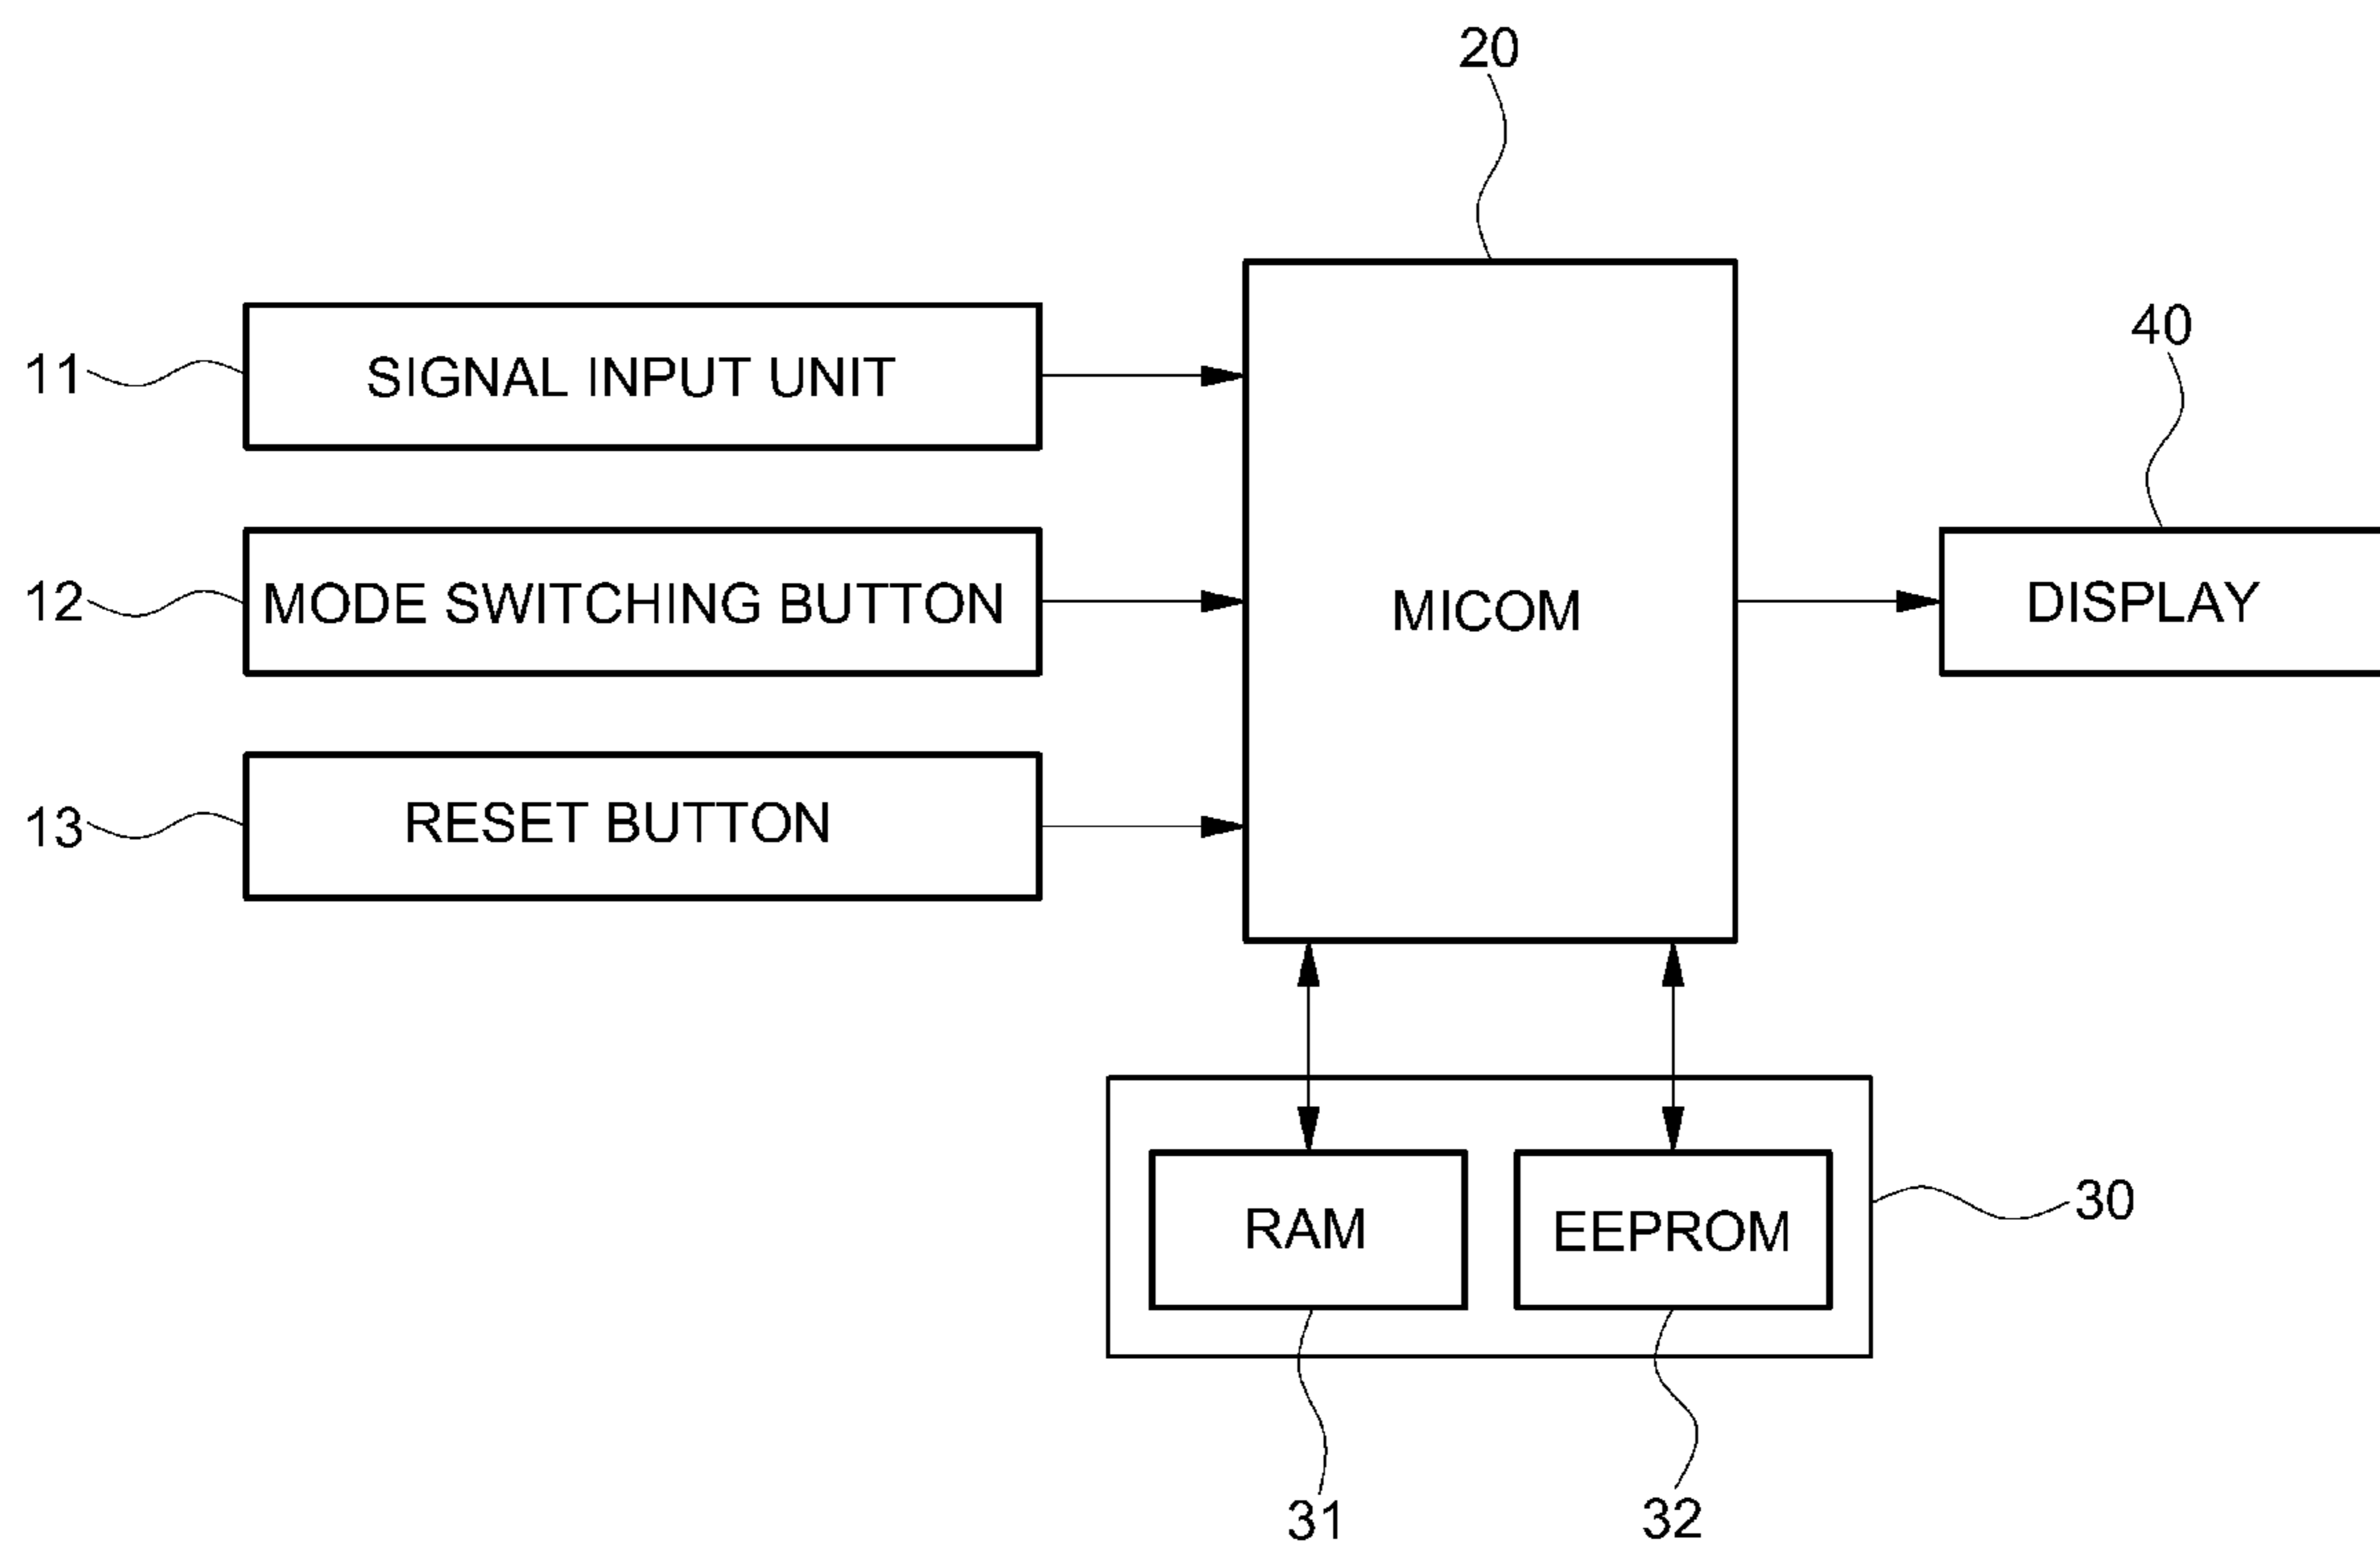 20
40
11
SIGNAL INPUT UNIT
12
MODE SWITCHING BUTTON
MICOM
DISPLAY
13
RESET BUTTON
RAM
EEPROM
30
31
32